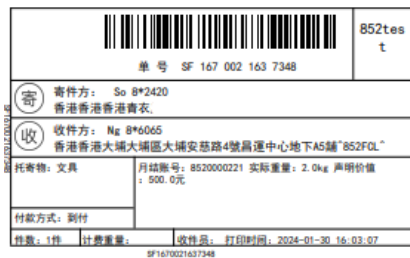 852tes
t
单 号 SF 167 002 163 7348
寄 寄件方： So 8*2420
香港香港香港青衣,
收 收件方： Ng 8*6065
香港香港大埔大埔區大埔安慈路4號昌運中心地下A5舖^852FCL^
托寄物：文具
月结账号：8520000221 实际重量：2.0kg 声明价值
：500.0元
付款方式：到付
件数：1件 计费重量： 收件员： 打印时间：2024-01-30 16:03:07
SF1670021637348
SF1670021637348